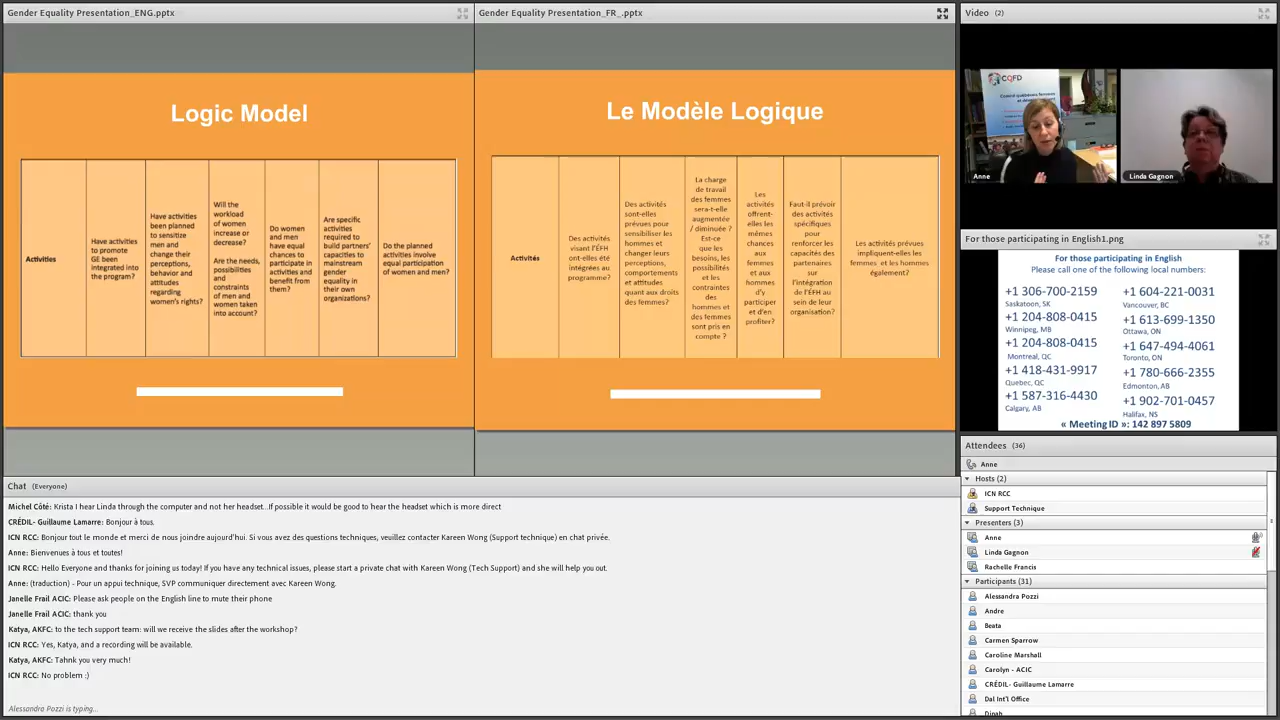 Gender Equality Presentation_ENG.pptx
Logic Model
Activities
Have activities
to promote
GE been
integrated into
the program?
Have activities
been planned
to sensitize
men and
change their
perceptions,
behavior and
attitudes
regarding
women's rights?
Will the
workload
of women
increase or
decrease?
Are the needs,
possibilities
and
constraints
of men and
women taken
into account?
Do women
and men
have equal
chances to
participate in
activities and
benefit from
them?
Are specific
activities
required to
build partners'
capacities to
mainstream
gender
equality in
their own
organizations?
Do the planned
activities involve
equal participation
of women and men?
Gender Equality Presentation_FR_.pptx
Le Modèle Logique
Activités
Des activités
visant l'ÉFH
ont-elles été
intégrées au
programme?
Des activités
sont-elles
prévues pour
sensibiliser les
hommes et
changer leurs
perceptions,
comportements
et attitudes
quant aux droits
des femmes?
La charge
de travail
des femmes
sera-t-elle
augmentée
/ diminuée ?
Est-ce
que les
besoins, les
possibilités
et les
contraintes
des
hommes et
des femmes
sont pris en
compte ?
Les
activités
offrent-
elles les
mêmes
chances
aux
femmes et
aux
hommes
d'y
participer
et d'en
profiter?
Faut-il prévoir
des activités
spécifiques
pour
renforcer les
capacités des
partenaires
sur
l'intégration
de l'ÉFH au
sein de leur
organisation?
Les activités prévues
impliquent-elles les
femmes et les hommes
également?
Video (2)
CQFD
Comité québécois femmes
et développement
Anne
Linda Gagnon
For those participating in English1.png
For those participating in English
Please call one of the following local numbers:
+1 306-700-2159
Saskatoon, SK
+1 204-808-0415
Winnipeg, MB
+1 204-808-0415
Montreal, QC
+1 418-431-9917
Quebec, QC
+1 587-316-4430
Calgary, AB
+1 604-221-0031
Vancouver, BC
+1 613-699-1350
Ottawa, ON
+1 647-494-4061
Toronto, ON
+1 780-666-2355
Edmonton, AB
+1 902-701-0457
Halifax, NS
« Meeting ID »: 142 897 5809
Attendees (36)
Anne
Hosts (2)
ICN RCC
Support Technique
Presenters (3)
Anne
Linda Gagnon
Rachelle Francis
Participants (31)
Alessandra Pozzi
Andre
Beata
Carmen Sparrow
Caroline Marshall
Carolyn - ACIC
CRÉDIL- Guillaume Lamarre
Dal Int'l Office
Dinah
Chat (Everyone)
Michel Côté: Krista I hear Linda through the computer and not her headset...If possible it would be good to hear the headset which is more direct
CRÉDIL- Guillaume Lamarre: Bonjour à tous.
ICN RCC: Bonjour tout le monde et merci de nous joindre aujourd'hui. Si vous avez des questions techniques, veuillez contacter Kareen Wong (Support technique) en chat privée.
Anne: Bienvenues à tous et toutes!
ICN RCC: Hello Everyone and thanks for joining us today! If you have any technical issues, please start a private chat with Kareen Wong (Tech Support) and she will help you out.
Anne: (traduction) - Pour un appui technique, SVP communiquer directement avec Kareen Wong.
Janelle Frail ACIC: Please ask people on the English line to mute their phone
Janelle Frail ACIC: thank you
Katya, AKFC: to the tech support team: will we receive the slides after the workshop?
ICN RCC: Yes, Katya, and a recording will be available.
Katya, AKFC: Tahnk you very much!
ICN RCC: No problem :)
Alessandra Pozzi is typing...